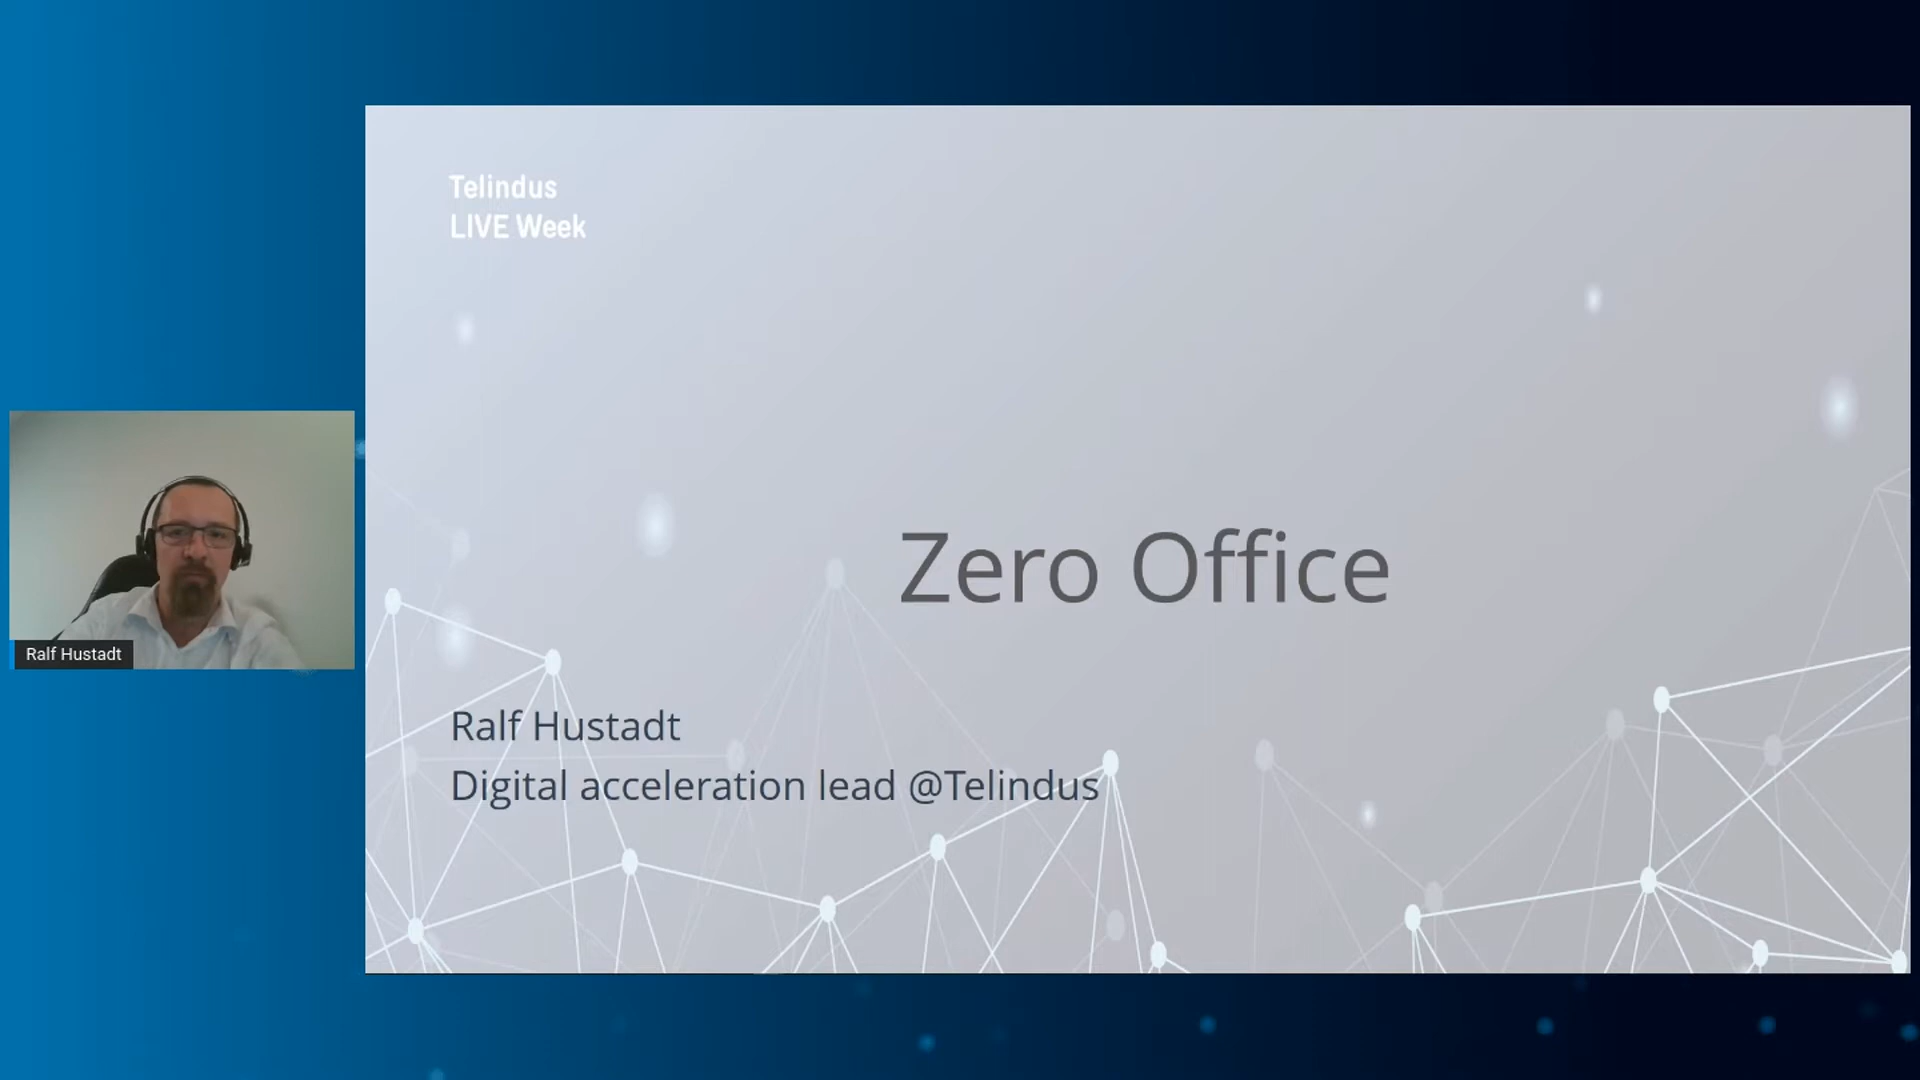 Telindus
LIVE Week
Zero Office
Ralf Hustadt
Ralf Hustadt
Digital acceleration lead @Telindus